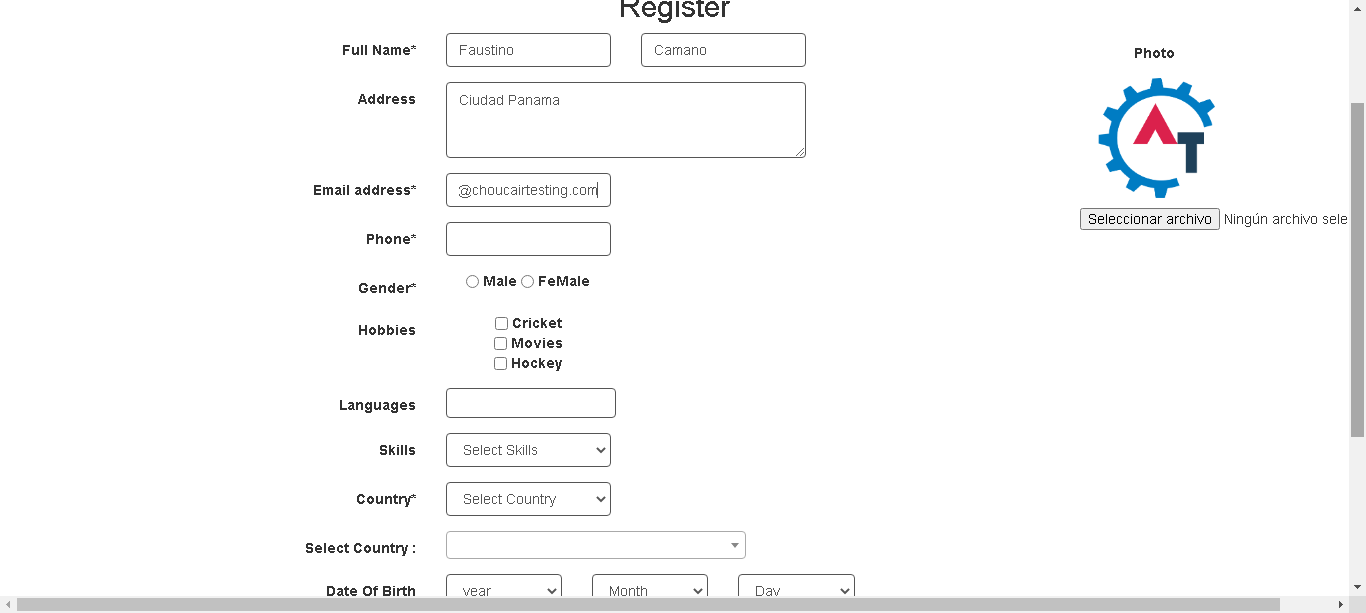 Register
Full Name* Faustino Camano
Photo
Address Ciudad Panama
AT
Email address* @choucairtesting.com
Seleccionar archivo Ningún archivo sele
Phone*
Gender* Male FeMale
Hobbies Cricket
Movies
Hockey
Languages
Skills Select Skills
Country* Select Country
Select Country :
Date Of Birth year Month Day